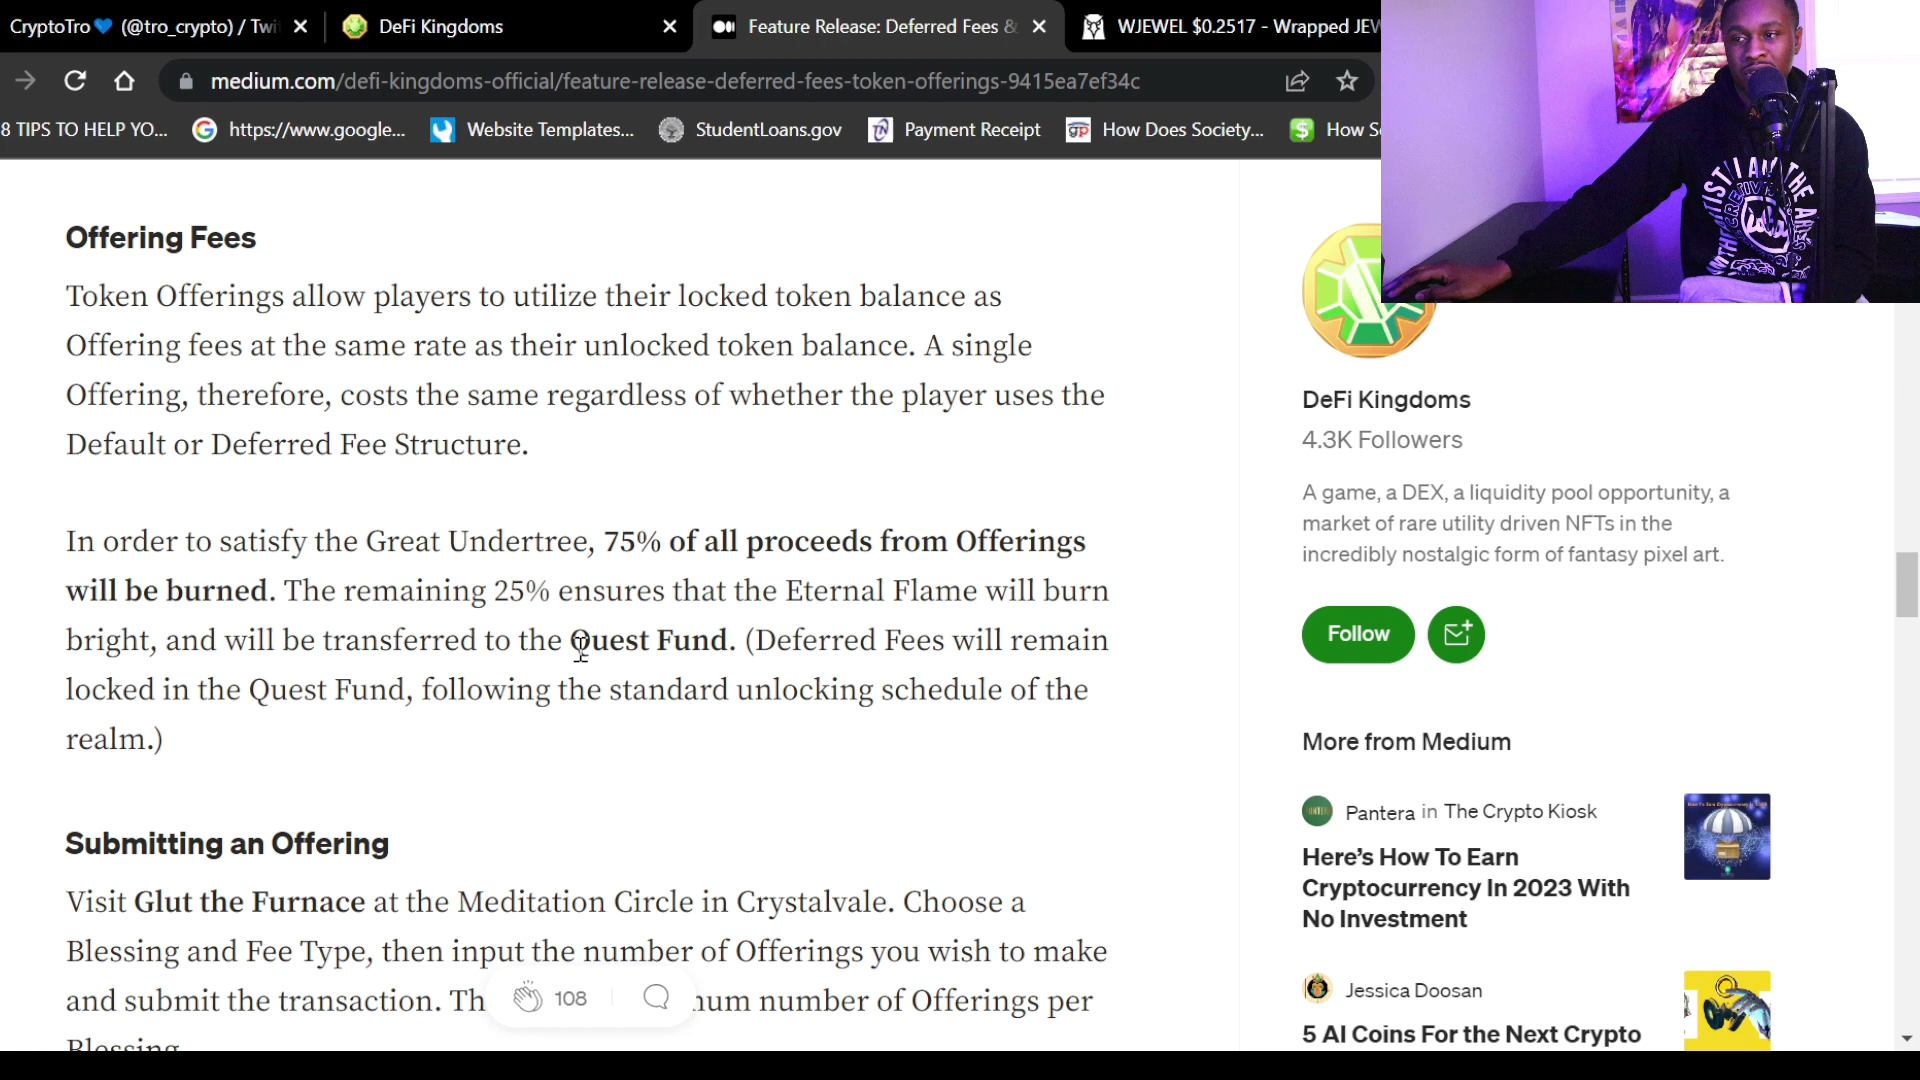 CryptoTro💙 (@tro_crypto) / Twi
DeFi Kingdoms
Feature Release: Deferred Fees &
WJEWEL $0.2517 - Wrapped JEW
medium.com/defi-kingdoms-official/feature-release-deferred-fees-token-offerings-9415ea7ef34c
8 TIPS TO HELP YO...
https://www.google...
Website Templates...
StudentLoans.gov
Payment Receipt
How Does Society...
How S
Offering Fees
Token Offerings allow players to utilize their locked token balance as
Offering fees at the same rate as their unlocked token balance. A single
Offering, therefore, costs the same regardless of whether the player uses the
Default or Deferred Fee Structure.
In order to satisfy the Great Undertree, 75% of all proceeds from Offerings
will be burned. The remaining 25% ensures that the Eternal Flame will burn
bright, and will be transferred to the Quest Fund. (Deferred Fees will remain
locked in the Quest Fund, following the standard unlocking schedule of the
realm.)
Submitting an Offering
Visit Glut the Furnace at the Meditation Circle in Crystalvale. Choose a
Blessing and Fee Type, then input the number of Offerings you wish to make
and submit the transaction. Th
num number of Offerings per
Blessing
108
DeFi Kingdoms
4.3K Followers
A game, a DEX, a liquidity pool opportunity, a
market of rare utility driven NFTs in the
incredibly nostalgic form of fantasy pixel art.
Follow
More from Medium
Pantera in The Crypto Kiosk
Here's How To Earn
Cryptocurrency In 2023 With
No Investment
Jessica Doosan
5 AI Coins For the Next Crypto